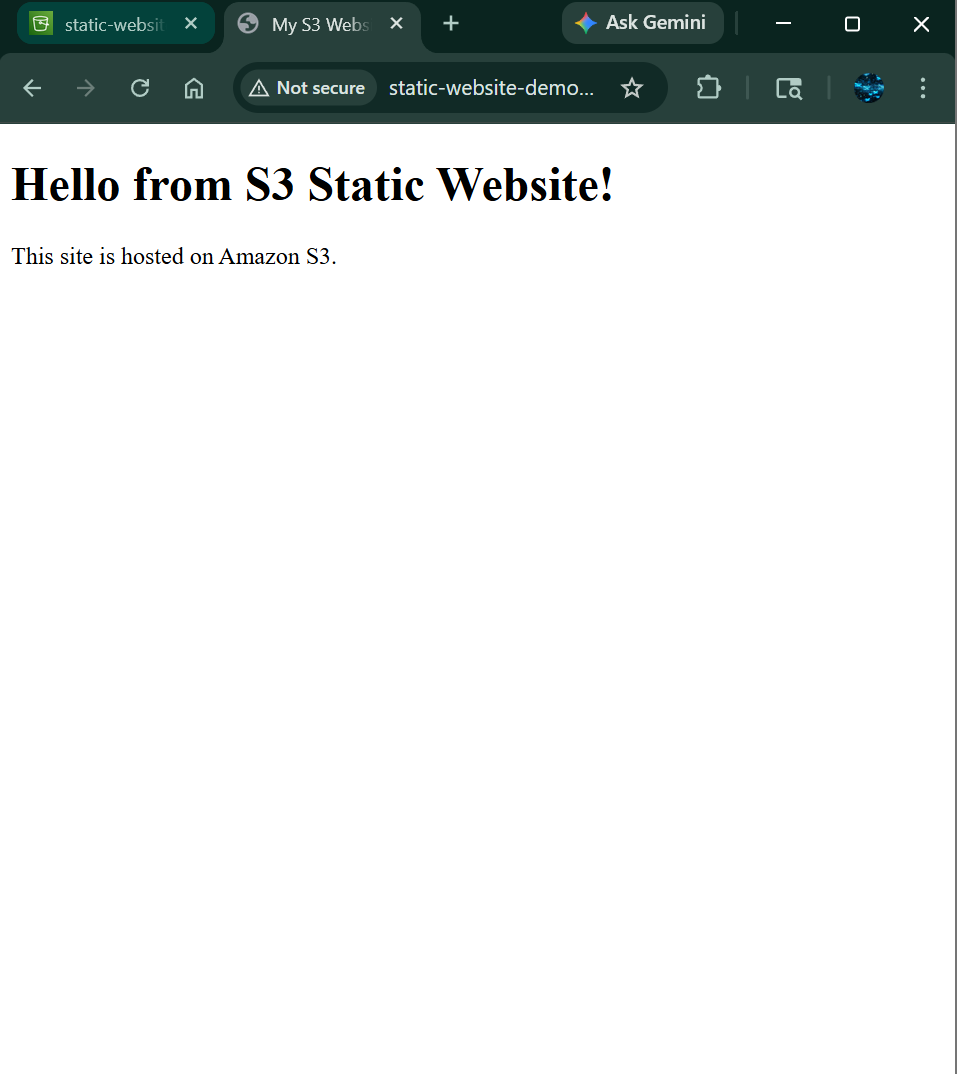 static-websit
My S3 Webs
Ask Gemini
Not secure
static-website-demo...
Hello from S3 Static Website!
This site is hosted on Amazon S3.